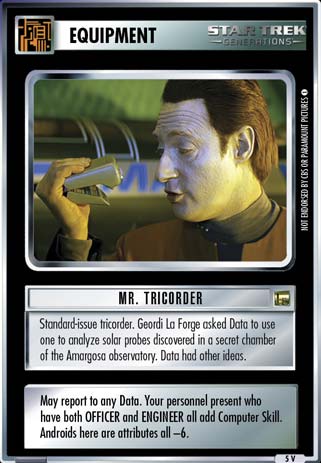 EQUIPMENT
STAR TREK
GENERATIONS
NOT ENDORSED BY CBS OR PARAMOUNT PICTURES
MR. TRICORDER
Standard-issue tricorder. Geordi La Forge asked Data to use
one to analyze solar probes discovered in a secret chamber
of the Amargosa observatory. Data had other ideas.
May report to any Data. Your personnel present who
have both OFFICER and ENGINEER all add Computer Skill.
Androids here are attributes all –6.
5 V